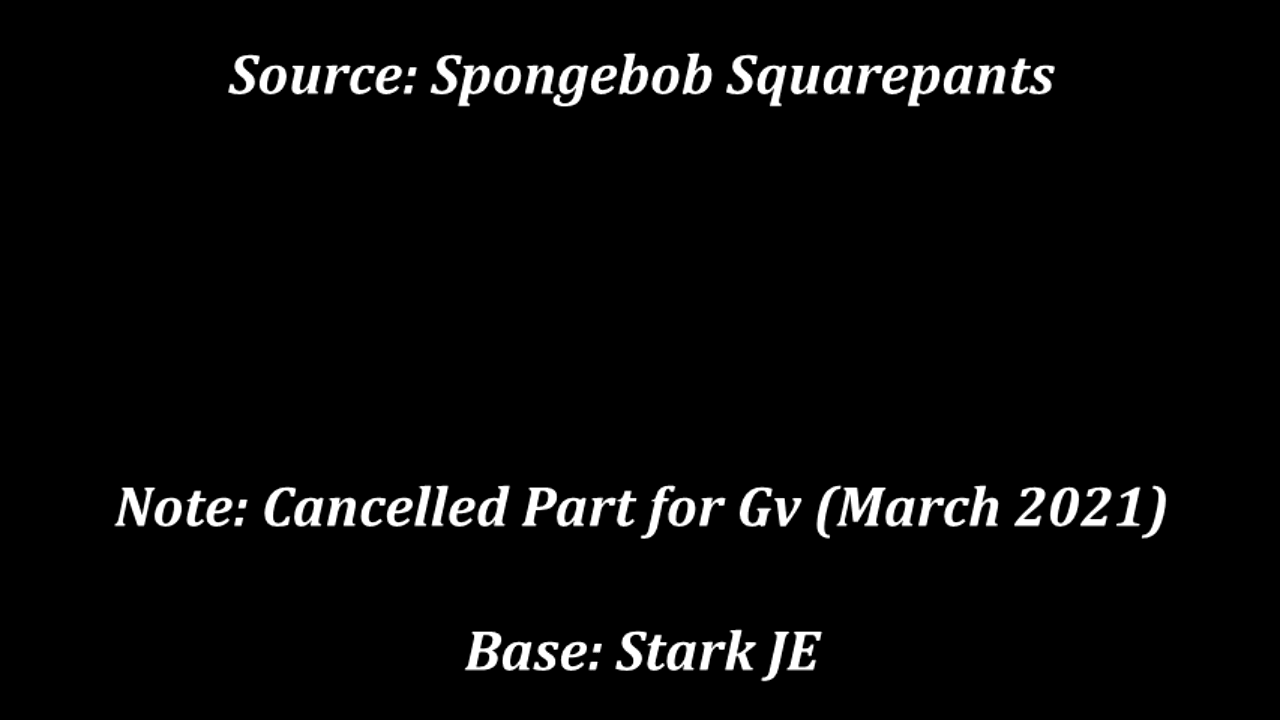 Source: Spongebob Squarepants
Note: Cancelled Part for Gv (March 2021)
Base: Stark JE